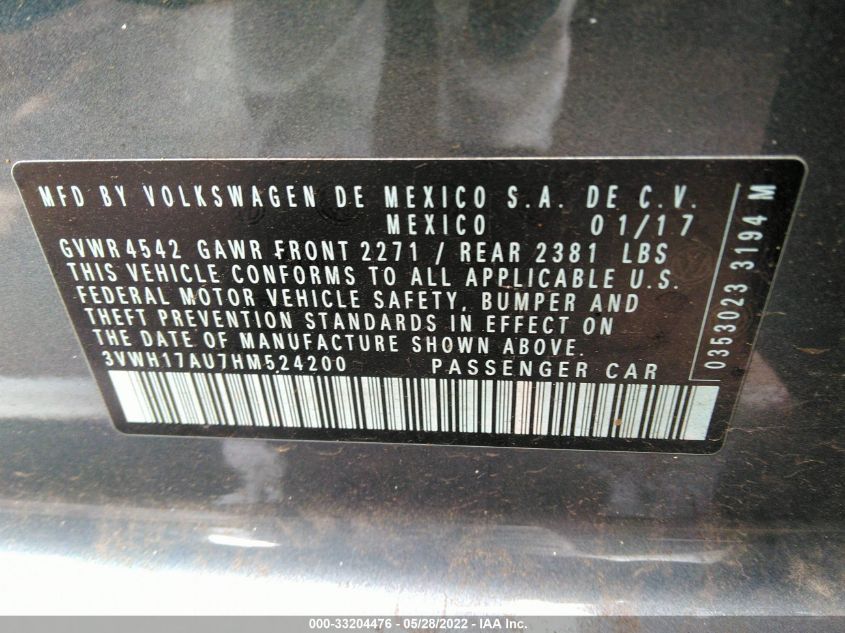 MFD BY VOLKSWAGEN DE MEXICO S.A. DE C.V.
MEXICO 01/17
GVWR 4542 GAWR FRONT 2271 / REAR 2381 LBS
THIS VEHICLE CONFORMS TO ALL APPLICABLE U.S.
FEDERAL MOTOR VEHICLE SAFETY, BUMPER AND
THEFT PREVENTION STANDARDS IN EFFECT ON
THE DATE OF MANUFACTURE SHOWN ABOVE.
3VWH17AU7HM524200 PASSENGER CAR
0353023 3194 M
000-33204476 - 05/28/2022 - IAA Inc.